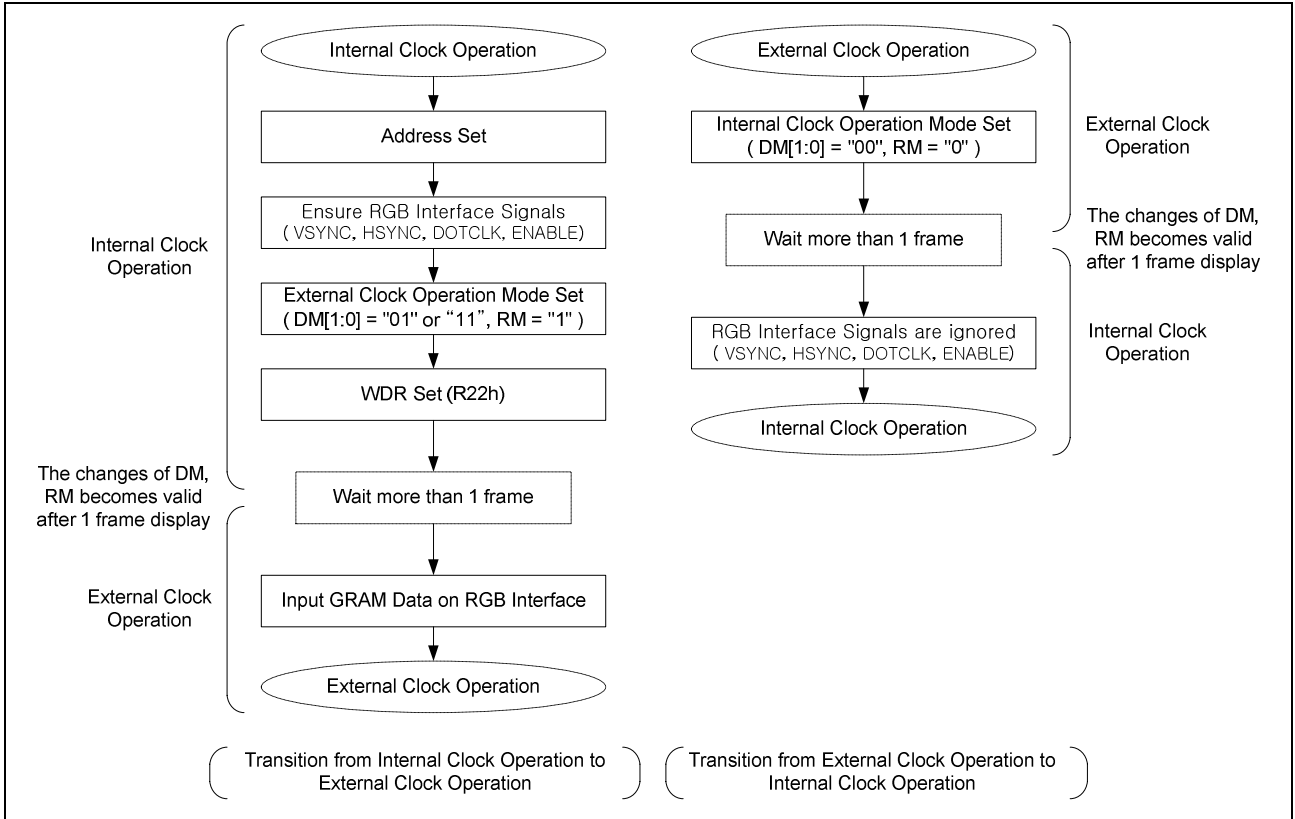 Internal Clock Operation
Address Set
Ensure RGB Interface Signals
( VSYNC, HSYNC, DOTCLK, ENABLE)
Internal Clock
Operation
External Clock Operation Mode Set
( DM[1:0] = "01" or “11”, RM = "1" )
WDR Set (R22h)
The changes of DM,
RM becomes valid
after 1 frame display
Wait more than 1 frame
External Clock
Operation
Input GRAM Data on RGB Interface
External Clock Operation
Transition from Internal Clock Operation to
External Clock Operation
External Clock Operation
Internal Clock Operation Mode Set
( DM[1:0] = "00", RM = "0" )
External Clock
Operation
Wait more than 1 frame
The changes of DM,
RM becomes valid
after 1 frame display
RGB Interface Signals are ignored
( VSYNC, HSYNC, DOTCLK, ENABLE)
Internal Clock
Operation
Internal Clock Operation
Transition from External Clock Operation to
Internal Clock Operation